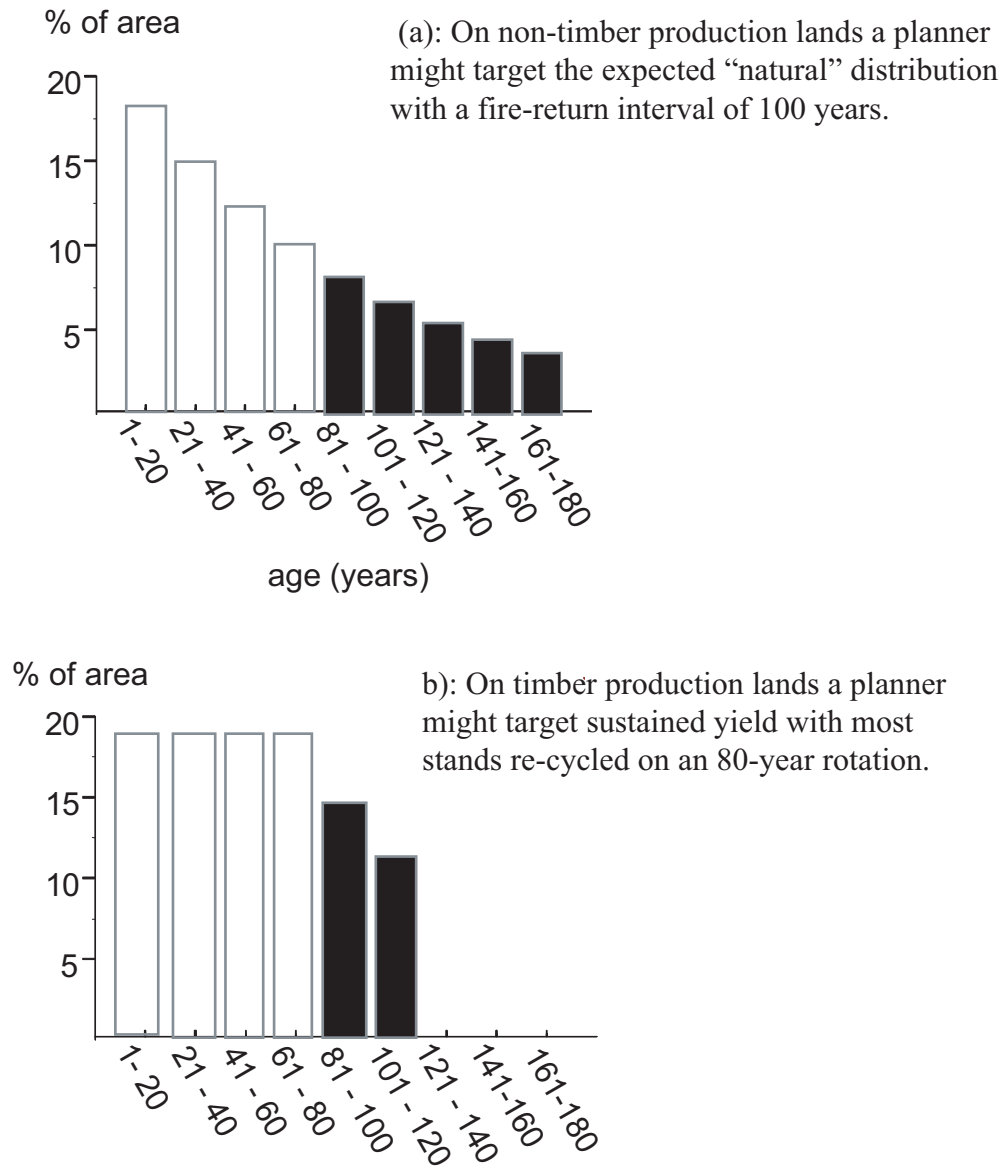 % of area
(a): On non-timber production lands a planner
might target the expected “natural” distribution
with a fire-return interval of 100 years.
20
15
10
5
1- 20
21 - 40
41 - 60
61 - 80
81 - 100
101 - 120
121 - 140
141-160
161-180
age (years)
% of area
b): On timber production lands a planner
might target sustained yield with most
stands re-cycled on an 80-year rotation.
20
15
10
5
1- 20
21 - 40
41 - 60
61 - 80
81 - 100
101 - 120
121 - 140
141-160
161-180